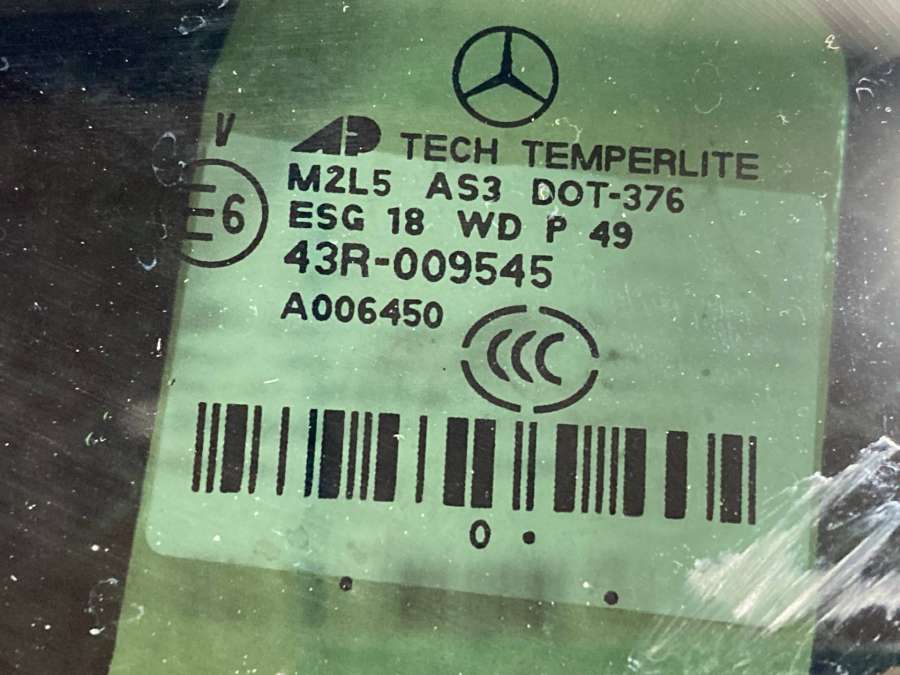 V
AP TECH TEMPERLITE
M2L5 AS3 DOT-376
E6
ESG 18 WD P 49
43R-009545
A006450
CCC
0